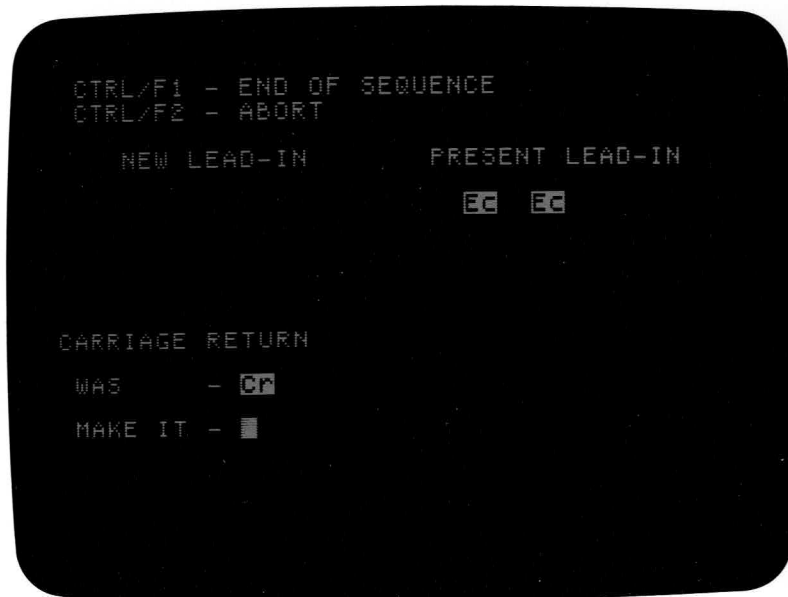 CTRL/F1 - END OF SEQUENCE
CTRL/F2 - ABORT
NEW LEAD-IN PRESENT LEAD-IN
Ec Ec
CARRIAGE RETURN
WAS - Cr
MAKE IT -